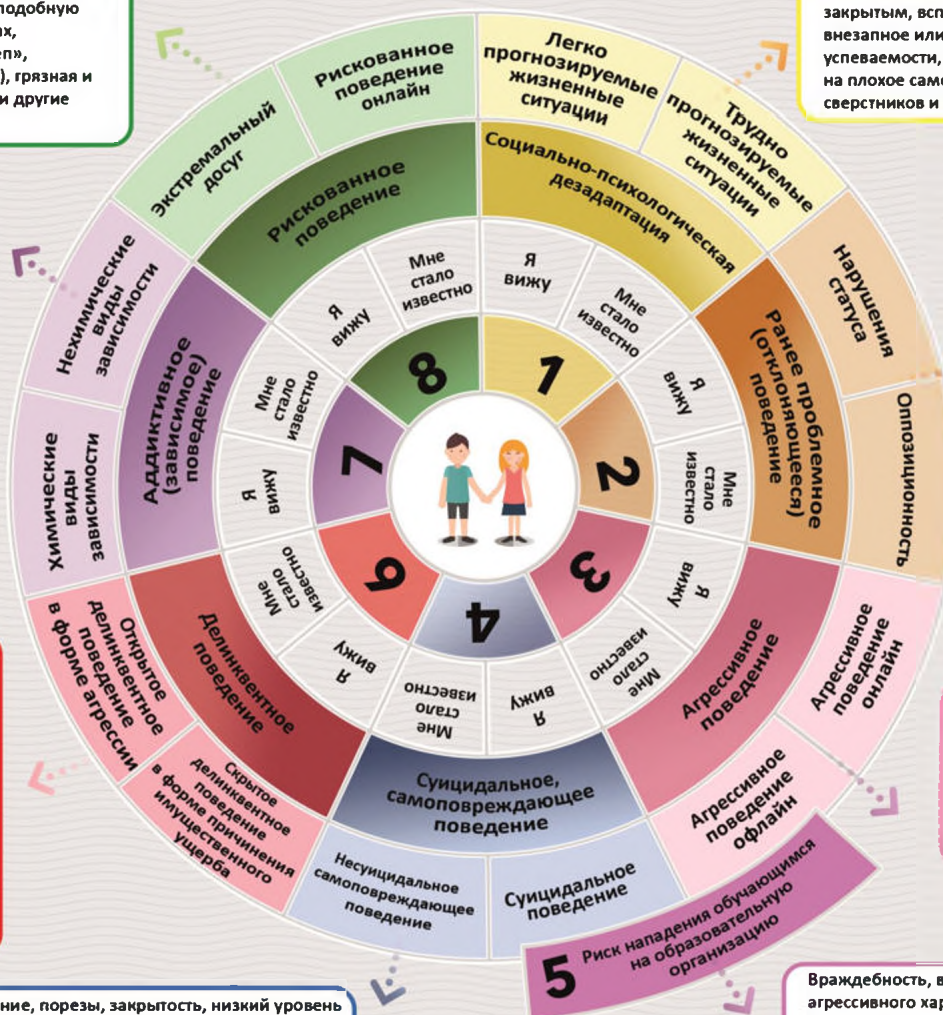 подобную
ах,
еп»,
), грязная и
и другие
закрытым, всп
внезапное или
успеваемости,
на плохое само
сверстников и
Рискованное
поведение
онлайн
Легко
прогнозируемые
жизненные
ситуации
Экстремальный
досуг
Трудно
прогнозируемые
жизненные
ситуации
Рискованное
поведение
Социально-психологическая
дезадаптация
Нехимические
виды
зависимости
Нарушения
статуса
Мне
стало
известно
Я
вижу
Я
вижу
Мне
стало
известно
8
1
Аддиктивное
(зависимое)
поведение
Ранее проблемное
(отклоняющееся)
поведение
Мне
стало
известно
Я
вижу
Оппозиционность
Химические
виды
зависимости
7
2
Я
вижу
Мне
стало
известно
6
3
4
Мне
стало
известно
Я
вижу
Я
вижу
Мне
стало
известно
Мне
стало
известно
Я
вижу
Открытое
делинквентное
поведение
в форме агрессии
Делинквентное
поведение
Агрессивное
поведение
Агрессивное
поведение
онлайн
Скрытое
делинквентное
поведение
в форме причинения
имущественного
ущерба
Суицидальное,
самоповреждающее
поведение
Агрессивное
поведение
офлайн
Несуицидальное
самоповреждающее
поведение
Суицидальное
поведение
5
Риск нападения обучающимся
на образовательную
организацию
ние, порезы, закрытость, низкий уровень
Враждебность, в
агрессивного хар